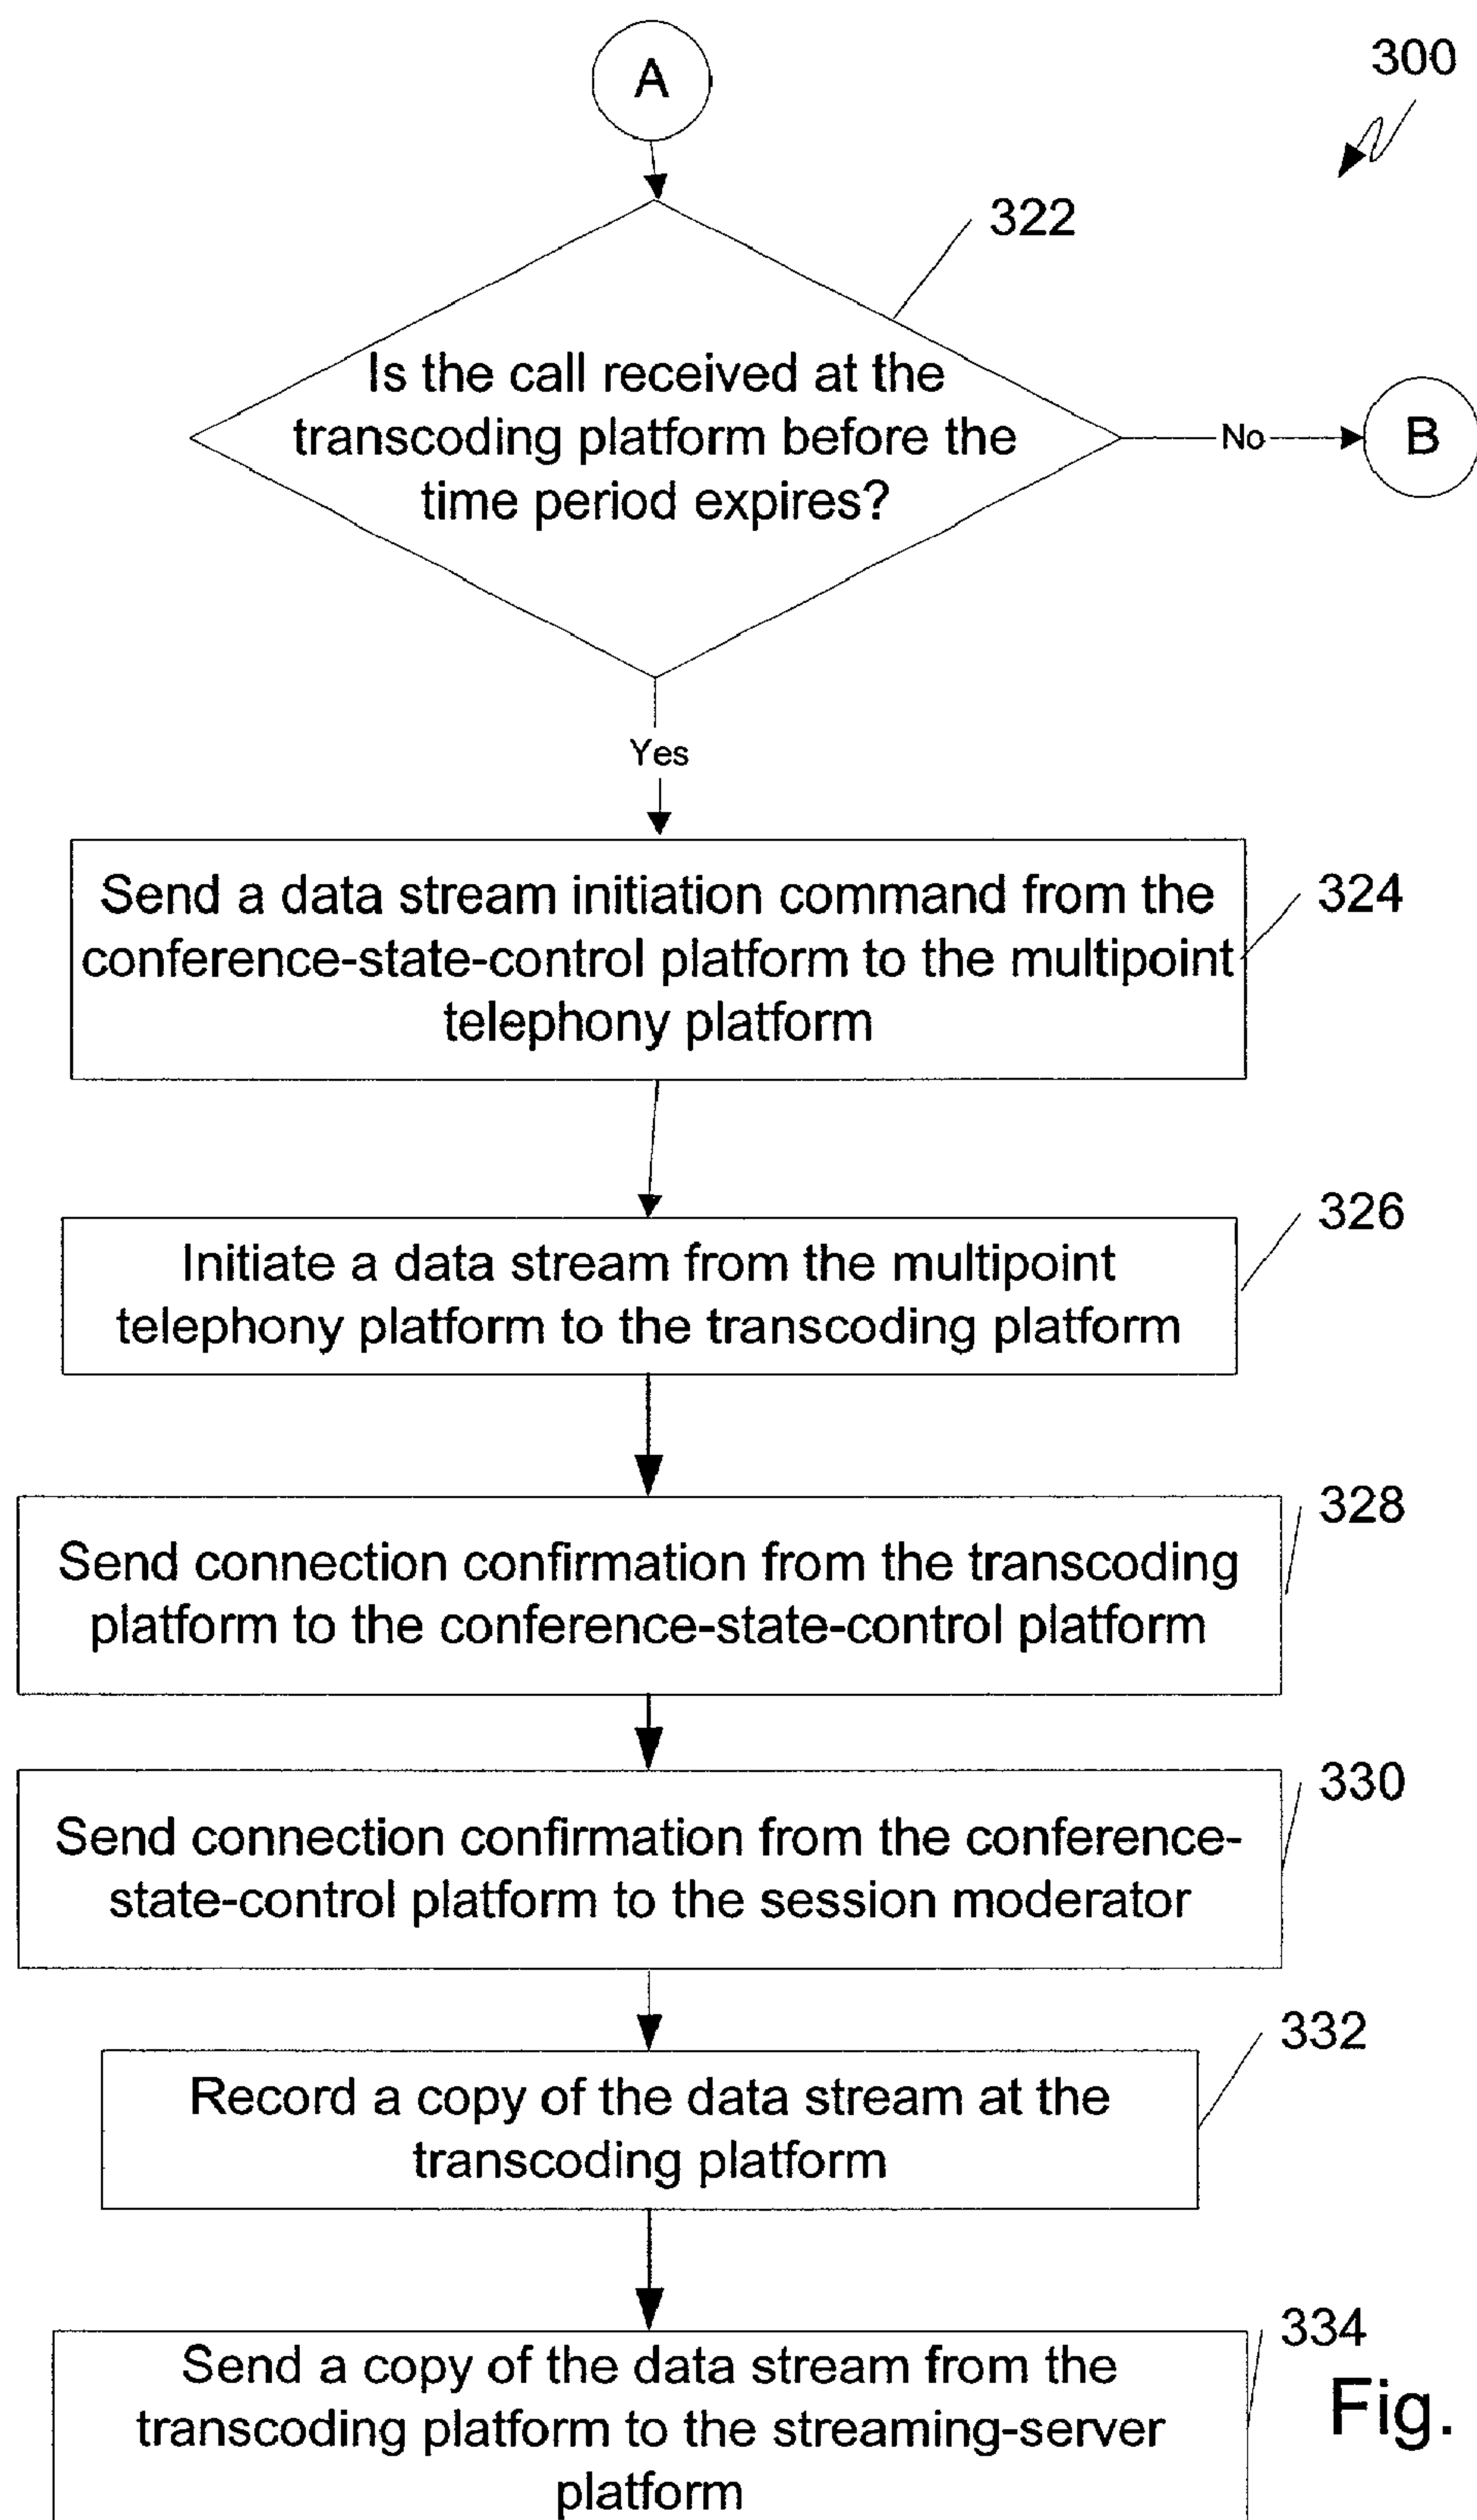 A
300
322
Is the call received at the
transcoding platform before the
time period expires?
No
B
Yes
Send a data stream initiation command from the
conference-state-control platform to the multipoint
telephony platform
324
Initiate a data stream from the multipoint
telephony platform to the transcoding platform
326
Send connection confirmation from the transcoding
platform to the conference-state-control platform
328
Send connection confirmation from the conference-
state-control platform to the session moderator
330
Record a copy of the data stream at the
transcoding platform
332
Send a copy of the data stream from the
transcoding platform to the streaming-server
platform
334
Fig.